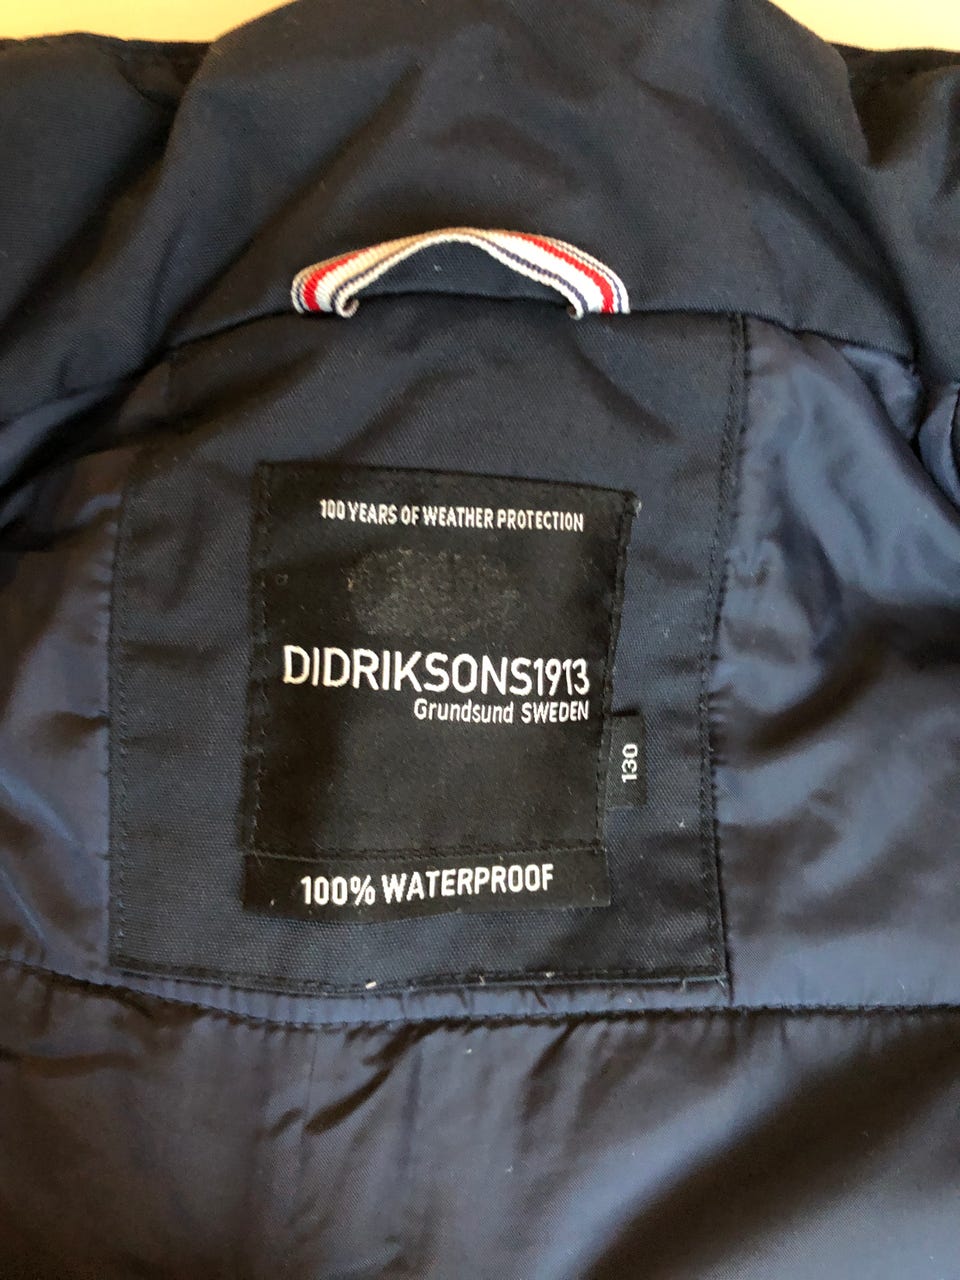 100 YEARS OF WEATHER PROTECTION
DIDRIKSONS1913
Grundsund SWEDEN
130
100% WATERPROOF